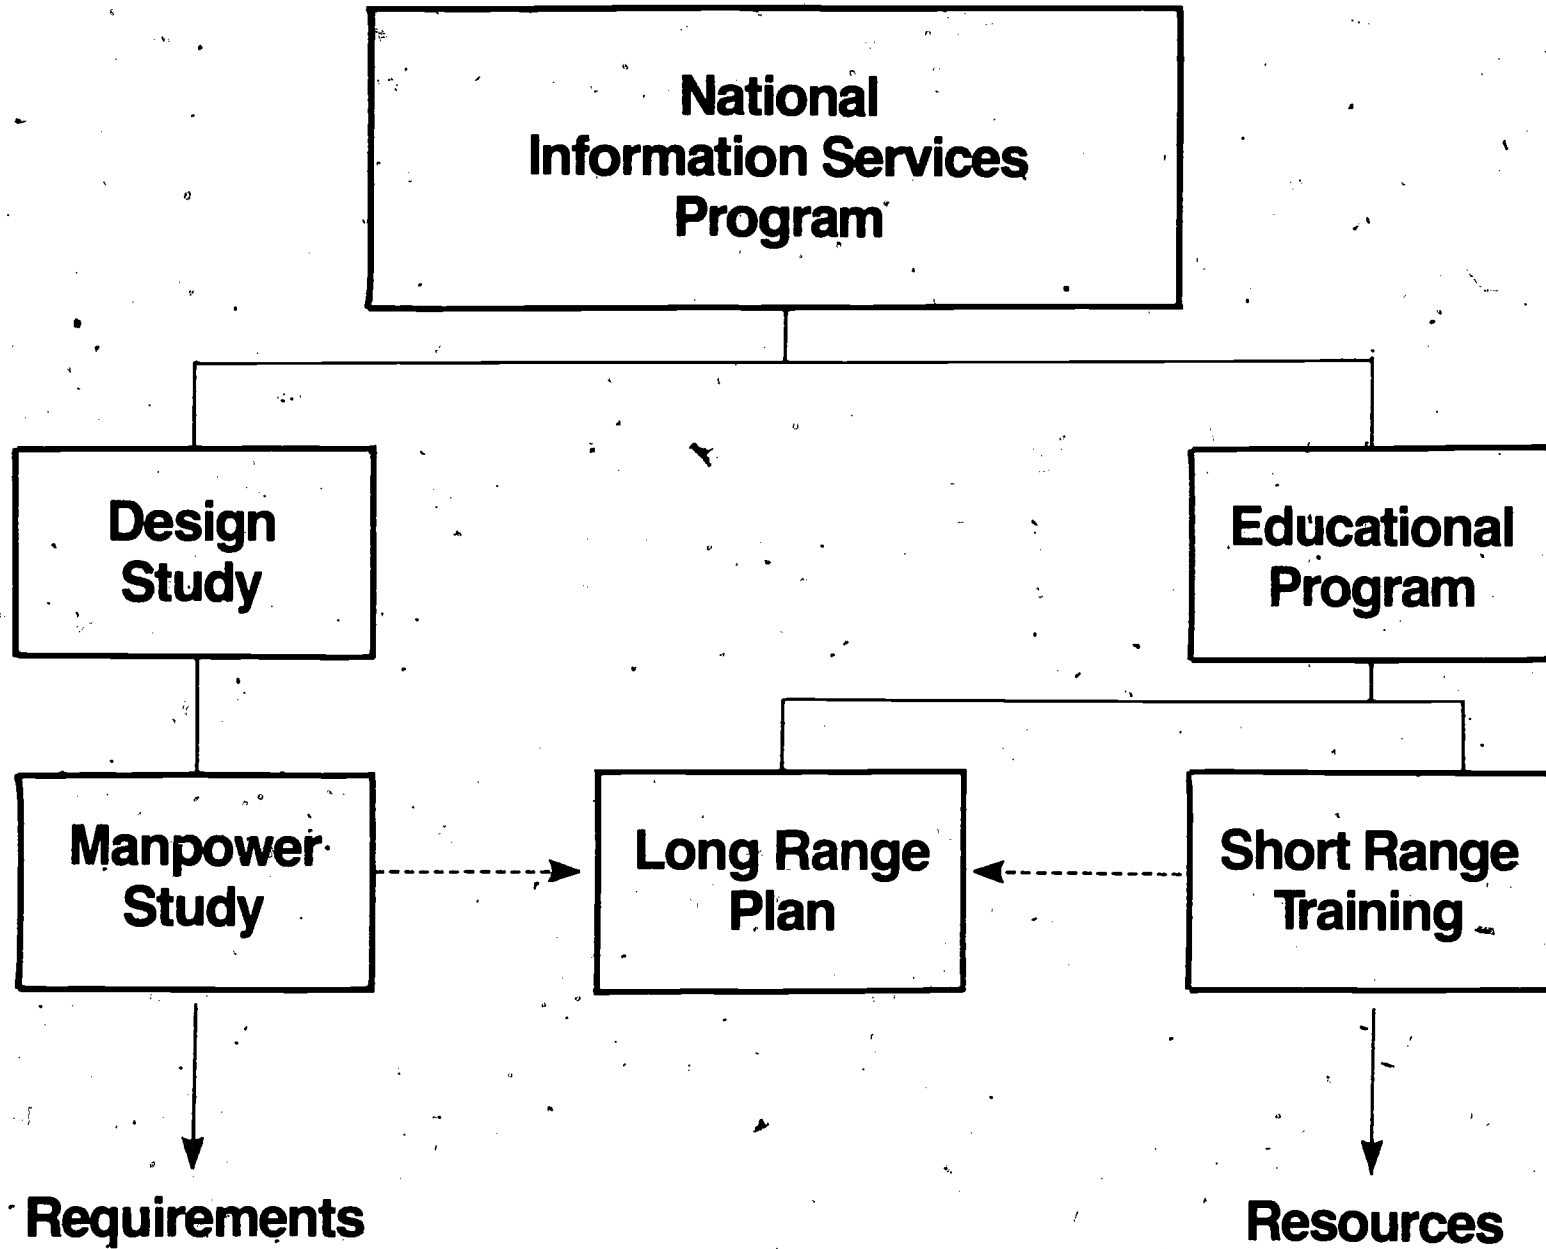 National
Information Services
Program
Design
Study
Educational
Program
Manpower
Study
Long Range
Plan
Short Range
Training
Requirements
Resources